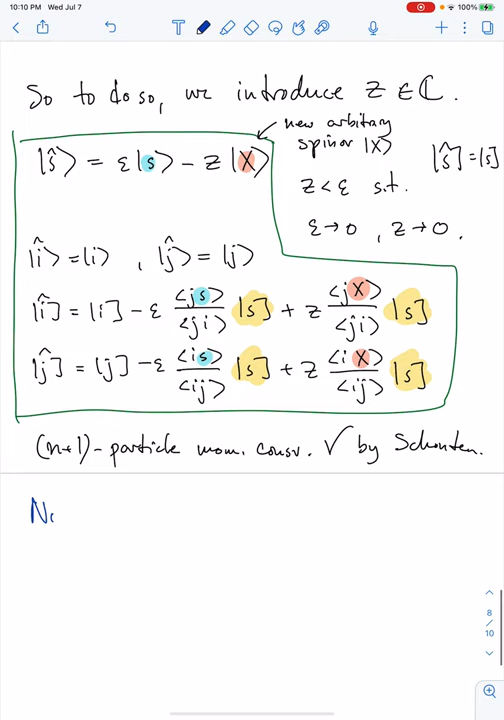 10:10 PM Wed Jul 7
100%
So to do so, we introduce z ∈ ℂ.
new arbitrary
spinor |X⟩
|ŝ⟩ = ε|s⟩ − z|X⟩
|ŝ] = |s]
z < ε s.t.
ε → 0 , z → 0.
|î⟩ = |i⟩ , |ĵ⟩ = |j⟩
|î] = |i] − ε <js>/<ji> |s] + z <jX>/<ji> |s]
|ĵ] = |j] − ε <is>/<ij> |s] + z <iX>/<ij> |s]
(n+1)-particle mom. consv. ✓ by Schouten.
No
8
/
10